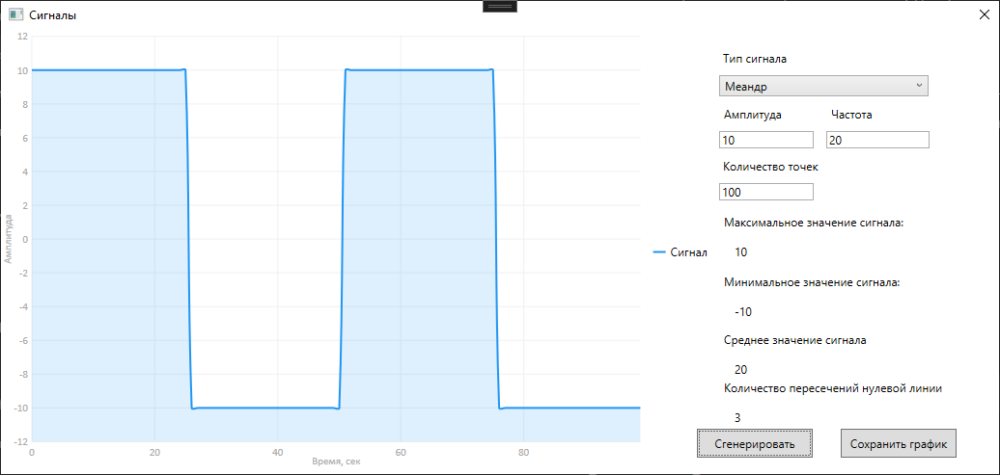 Сигналы
12
10
8
6
4
2
0
-2
-4
-6
-8
-10
-12
Амплитуда
0
20
40
60
80
Время, сек
Сигнал
Тип сигнала
Меандр
Амплитуда Частота
10 20
Количество точек
100
Максимальное значение сигнала:
10
Минимальное значение сигнала:
-10
Среднее значение сигнала
20
Количество пересечений нулевой линии
3
Сгенерировать Сохранить график